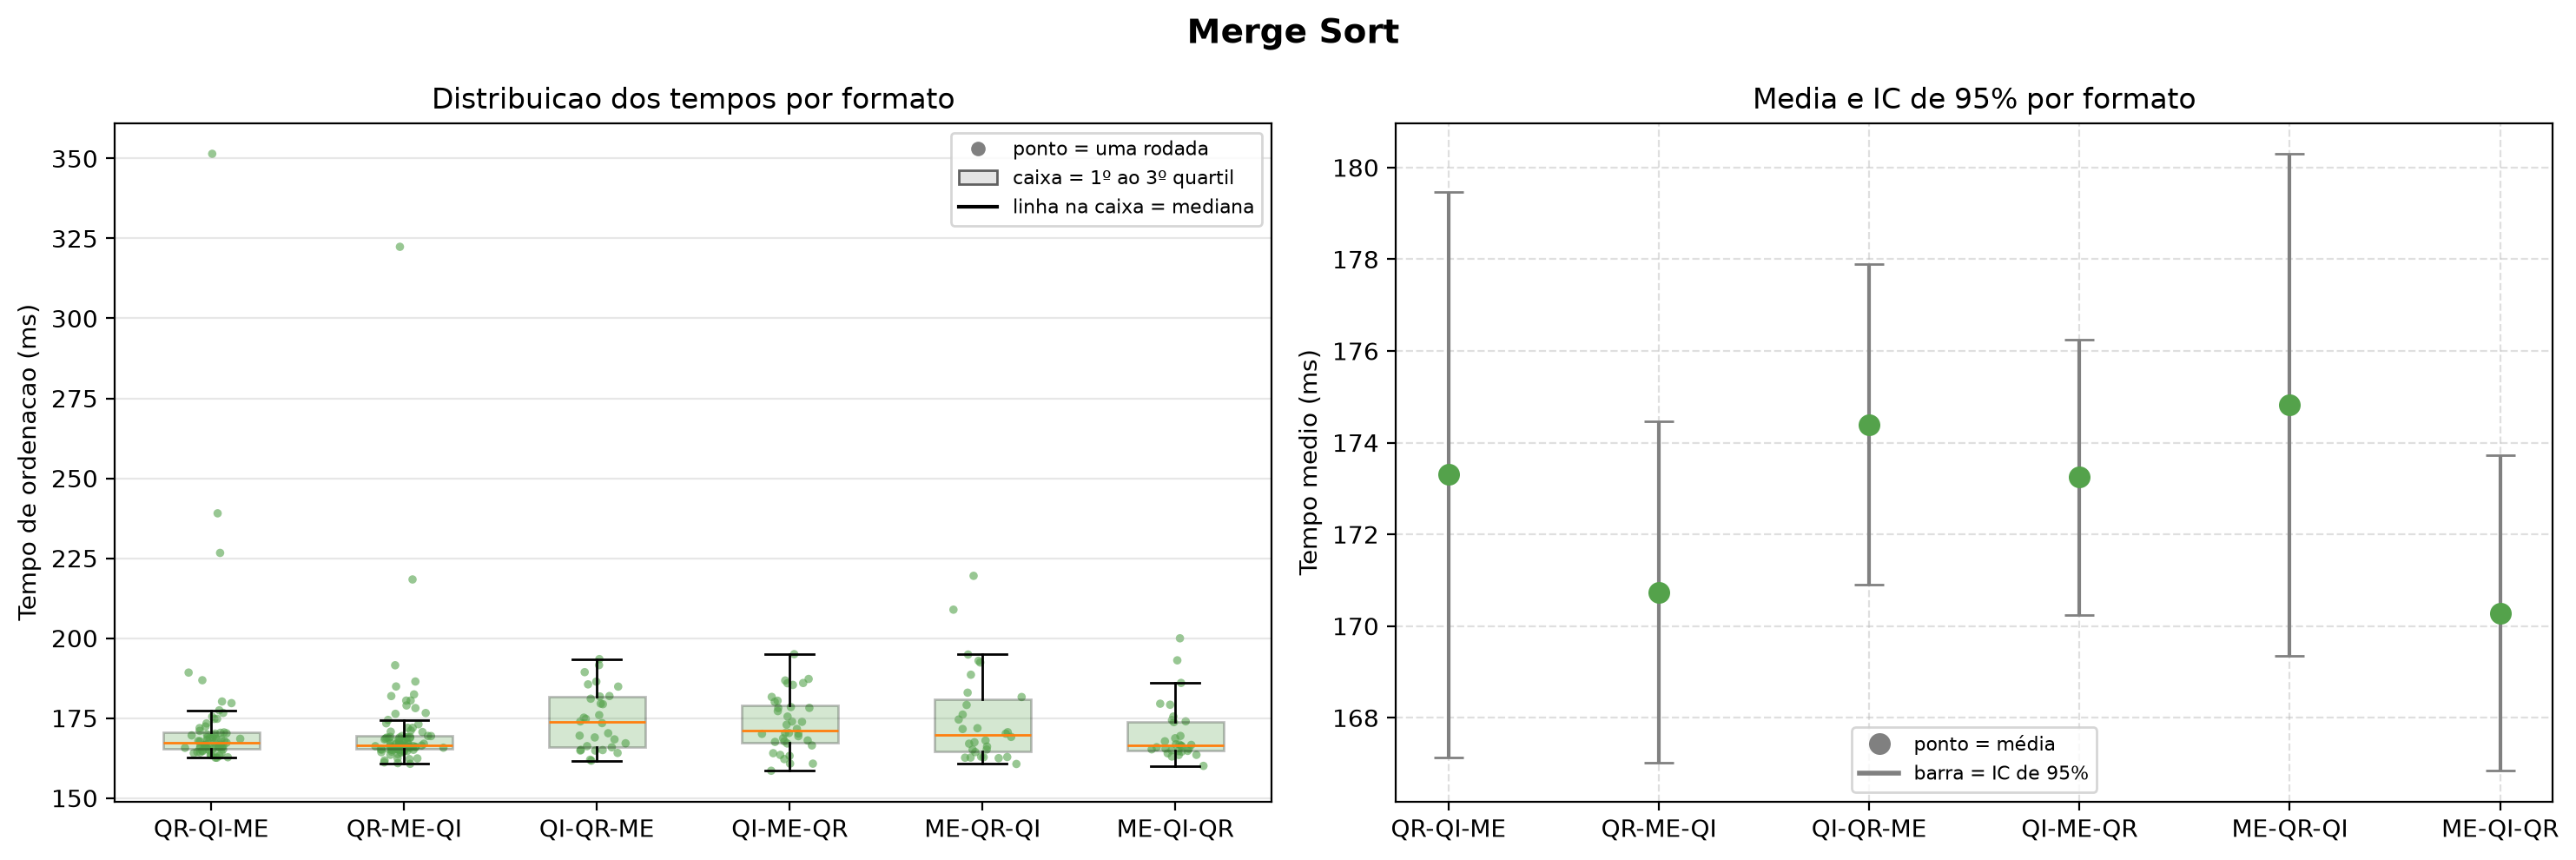 Merge Sort
Distribuicao dos tempos por formato
Tempo de ordenacao (ms)
350
325
300
275
250
225
200
175
150
ponto = uma rodada
caixa = 1º ao 3º quartil
linha na caixa = mediana
QR-QI-ME
QR-ME-QI
QI-QR-ME
QI-ME-QR
ME-QR-QI
ME-QI-QR
Media e IC de 95% por formato
Tempo medio (ms)
180
178
176
174
172
170
168
ponto = média
barra = IC de 95%
QR-QI-ME
QR-ME-QI
QI-QR-ME
QI-ME-QR
ME-QR-QI
ME-QI-QR